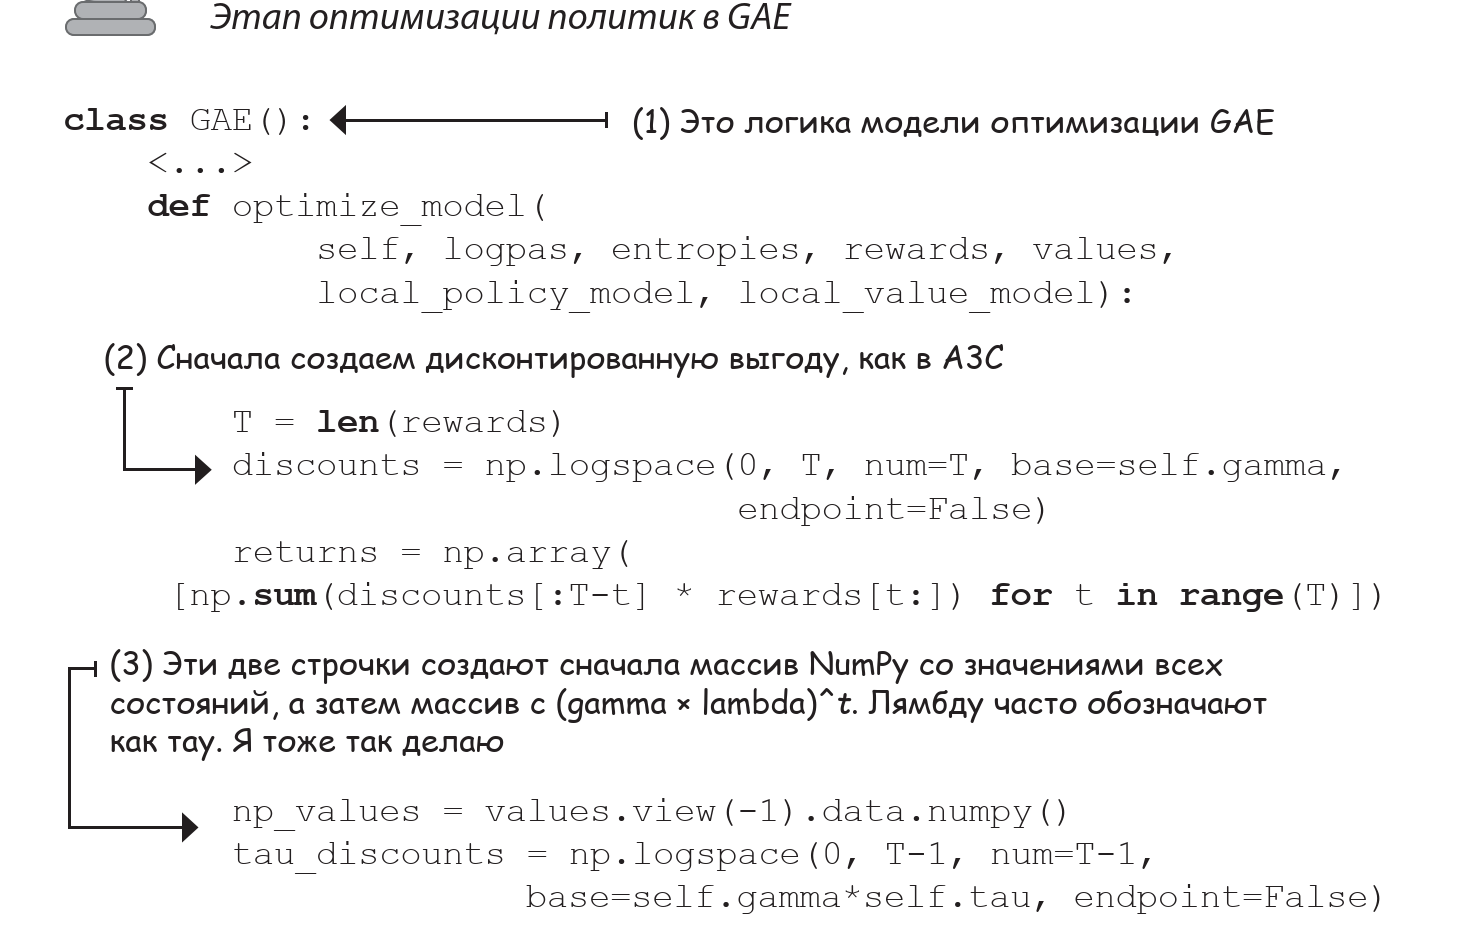 Этап оптимизации политик в GAE
class GAE():
(1) Это логика модели оптимизации GAE
<...>
def optimize_model(
self, logpas, entropies, rewards, values,
local_policy_model, local_value_model):
(2) Сначала создаем дисконтированную выгоду, как в A3C
T = len(rewards)
discounts = np.logspace(0, T, num=T, base=self.gamma,
endpoint=False)
returns = np.array(
[np.sum(discounts[:T-t] * rewards[t:]) for t in range(T)])
(3) Эти две строчки создают сначала массив NumPy со значениями всех
состояний, а затем массив с (gamma × lambda)^t. Лямбду часто обозначают
как тау. Я тоже так делаю
np_values = values.view(-1).data.numpy()
tau_discounts = np.logspace(0, T-1, num=T-1,
base=self.gamma*self.tau, endpoint=False)